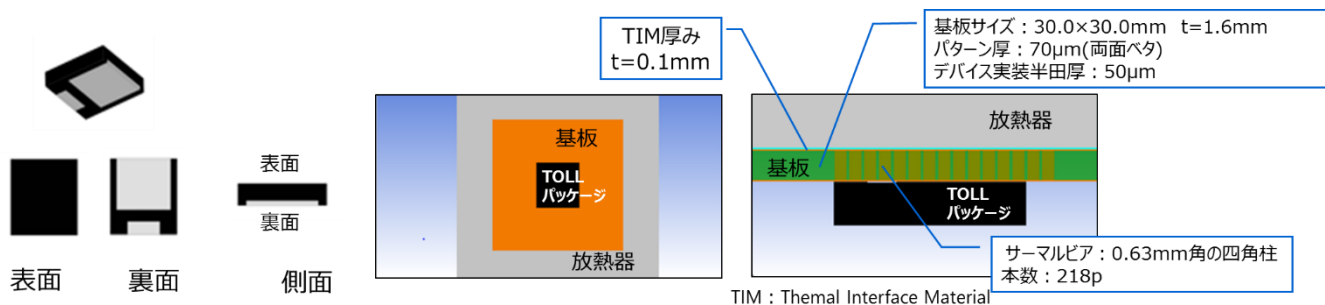 表面
裏面
表面
裏面
側面
TIM厚み
t=0.1mm
基板
TOLL
パッケージ
放熱器
基板サイズ：30.0×30.0mm t=1.6mm
パターン厚：70μm(両面ベタ)
デバイス実装半田厚：50μm
放熱器
基板
TOLL
パッケージ
サーマルビア：0.63mm角の四角柱
本数：218p
TIM：Themal Interface Material